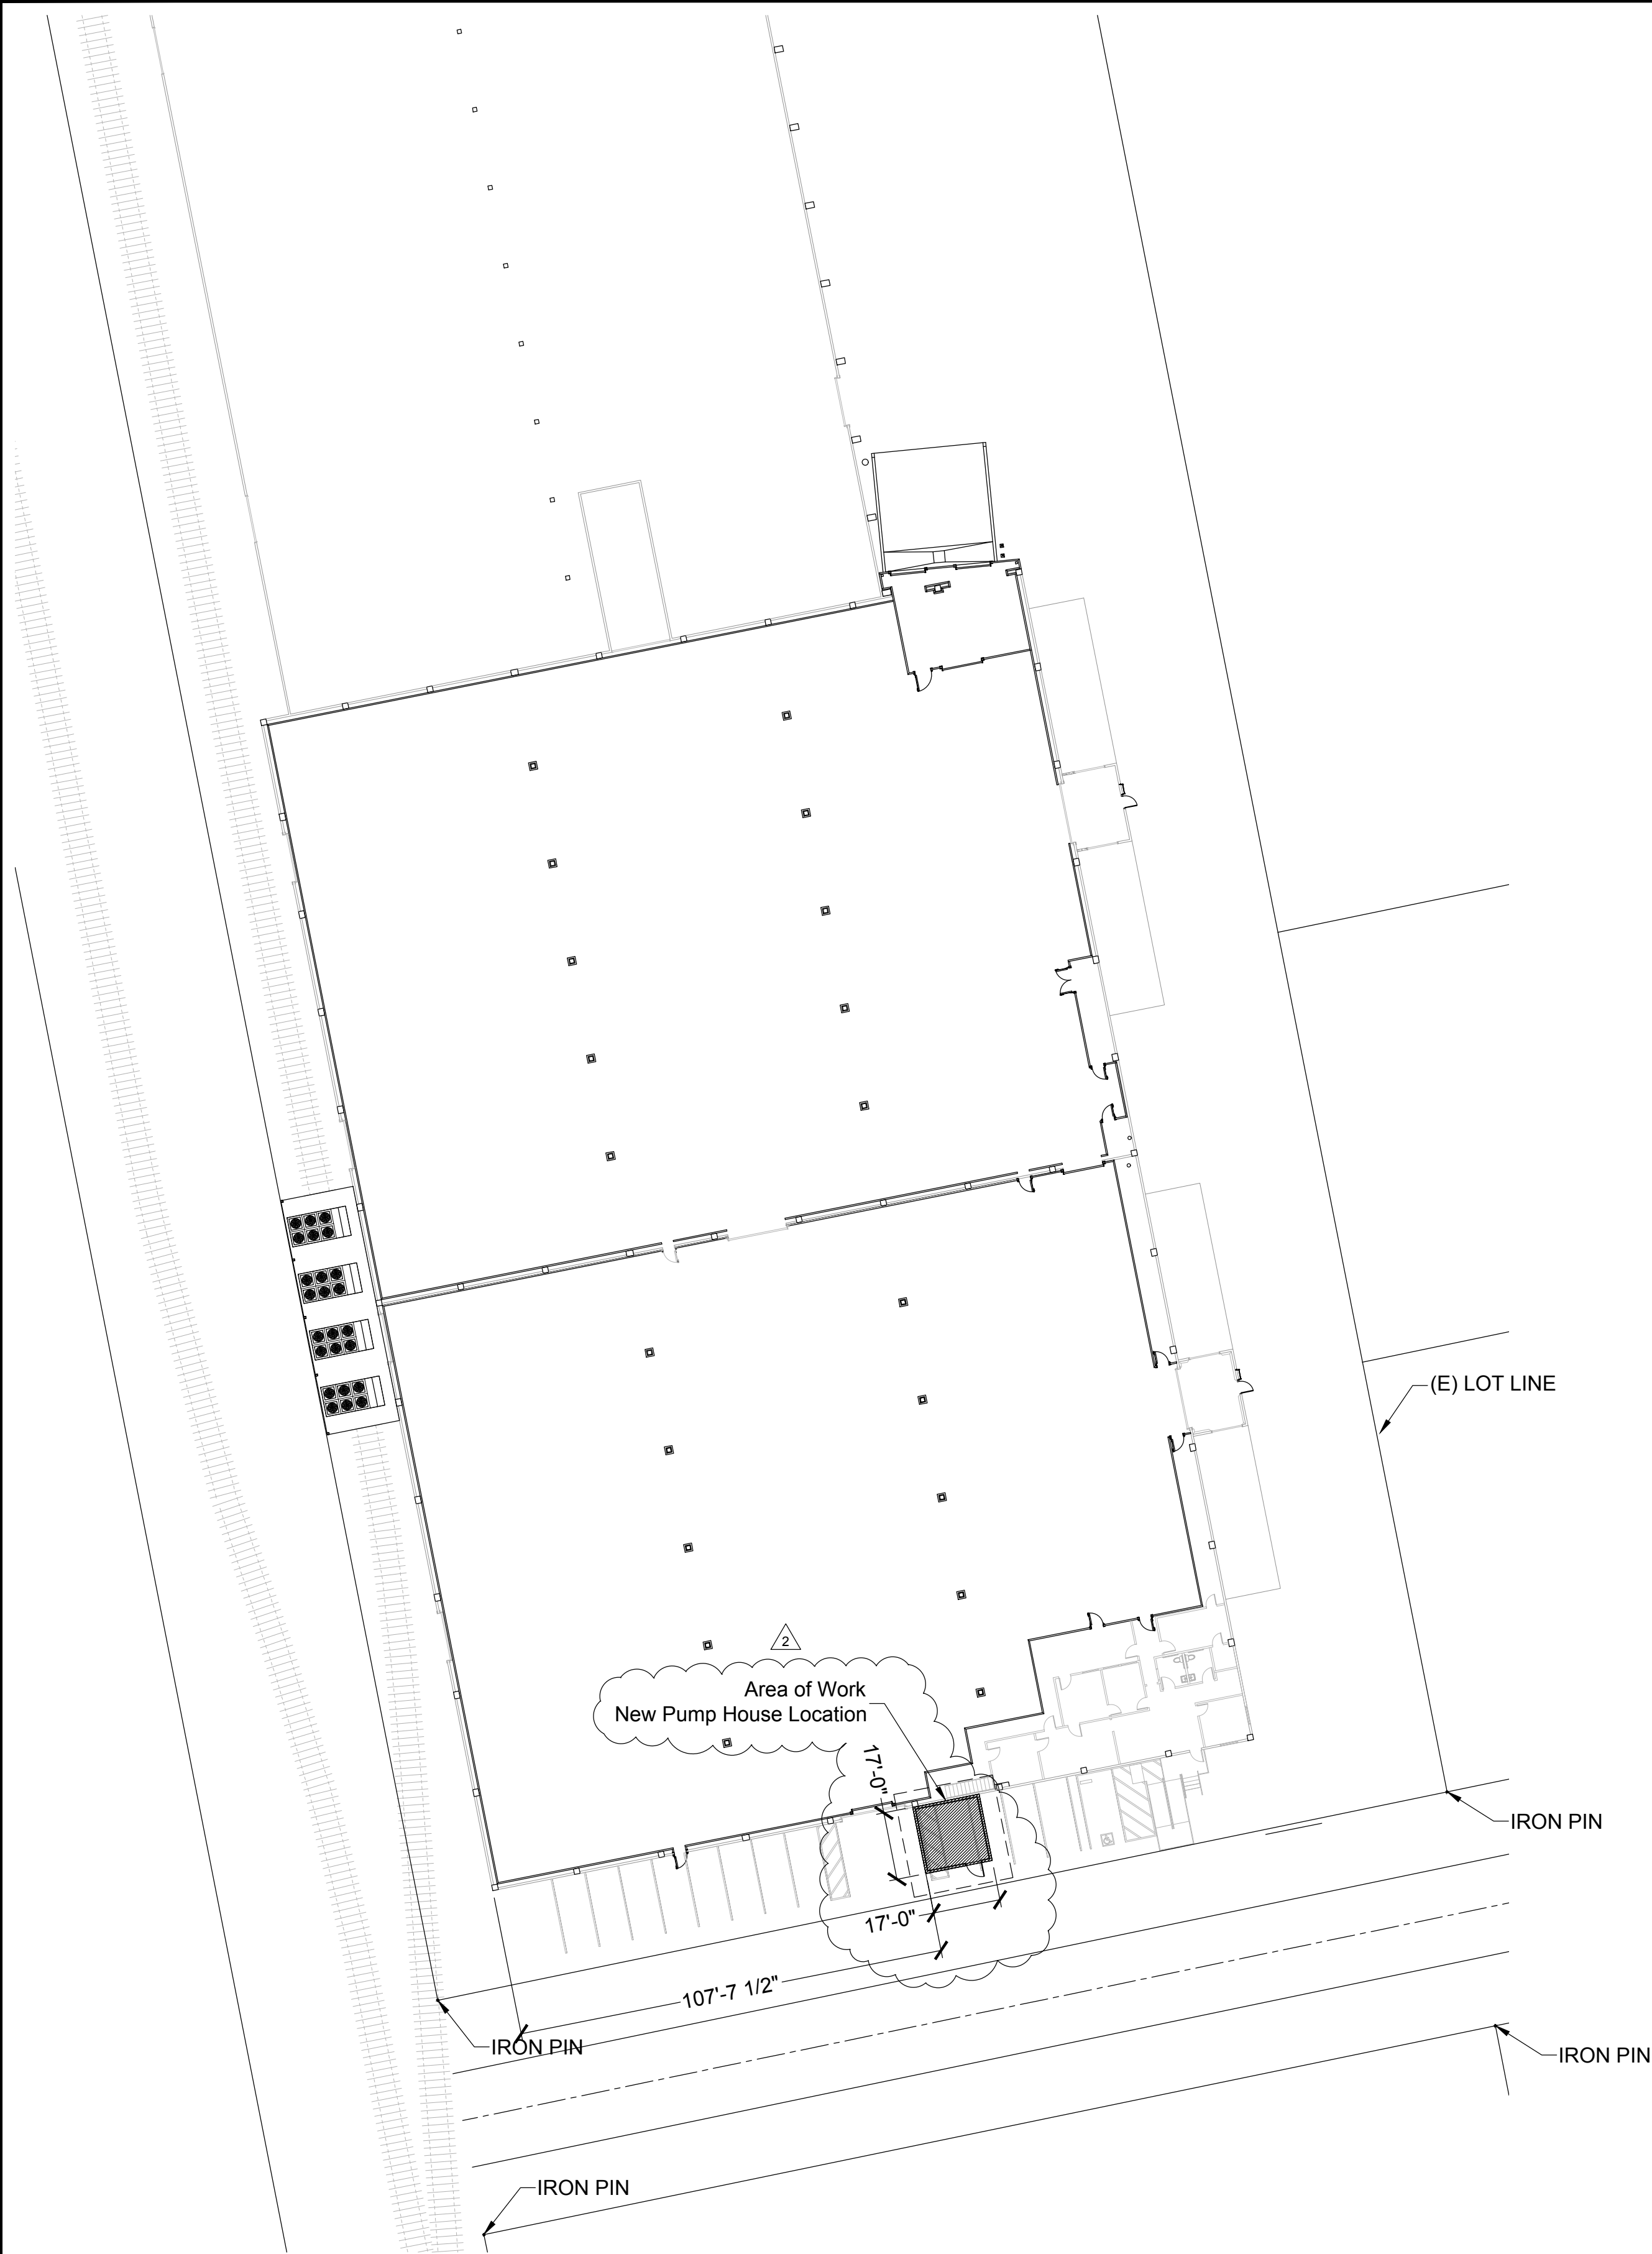 (E) LOT LINE
2
Area of Work
New Pump House Location
17'-0"
IRON PIN
17'-0"
107'-7 1/2"
IRON PIN
IRON PIN
IRON PIN